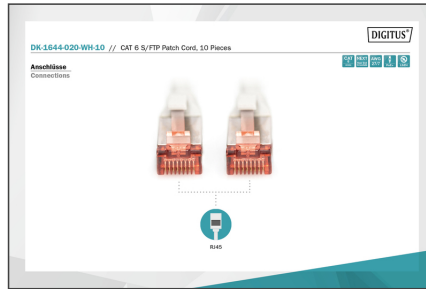 DIGITUS®
DK-1644-020-WH-10 // CAT 6 S/FTP Patch Cord, 10 Pieces
Anschlüsse
Connections
RJ45